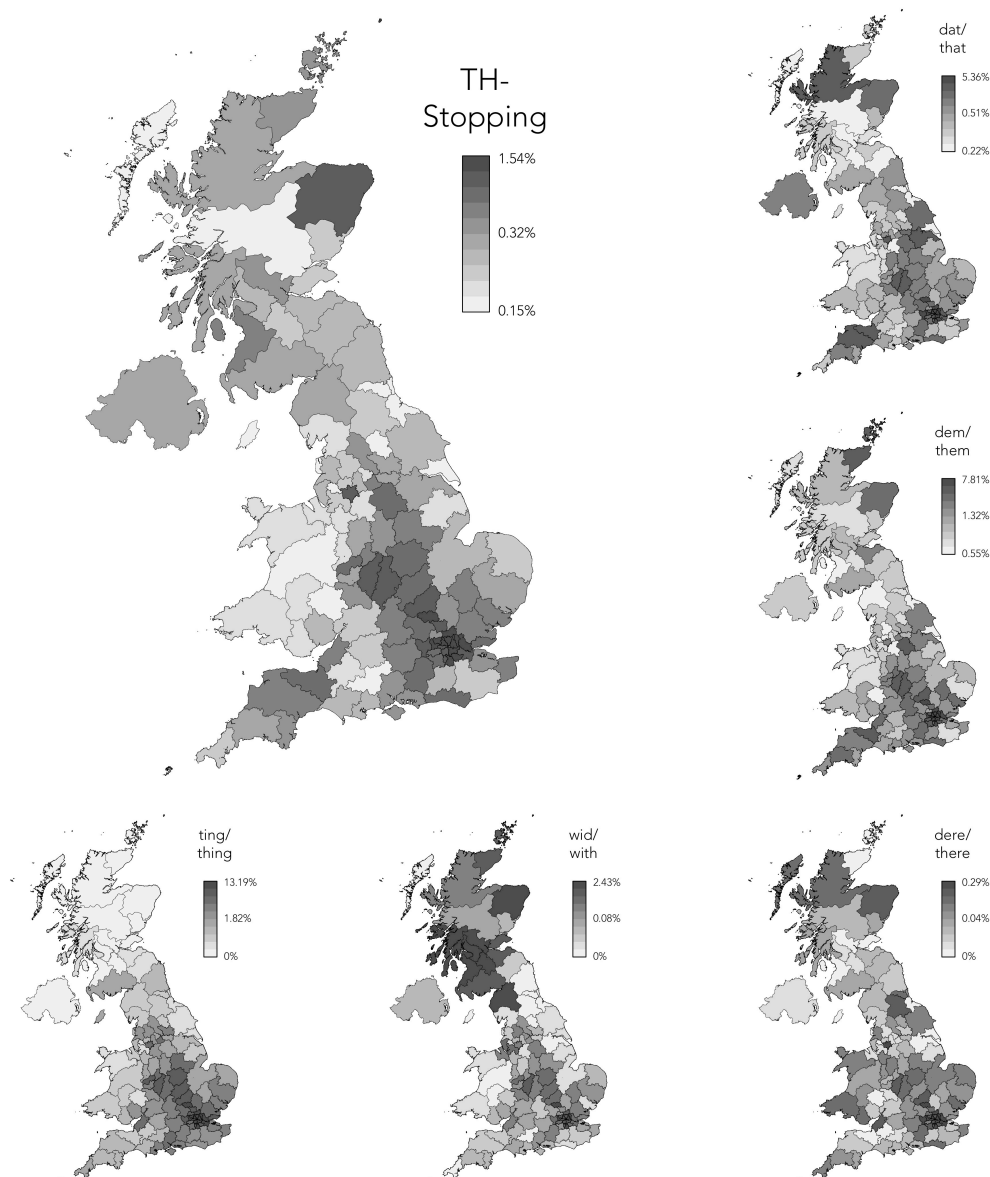 TH-
Stopping
1.54%
0.32%
0.15%
dat/
that
5.36%
0.51%
0.22%
dem/
them
7.81%
1.32%
0.55%
ting/
thing
13.19%
1.82%
0%
wid/
with
2.43%
0.08%
0%
dere/
there
0.29%
0.04%
0%